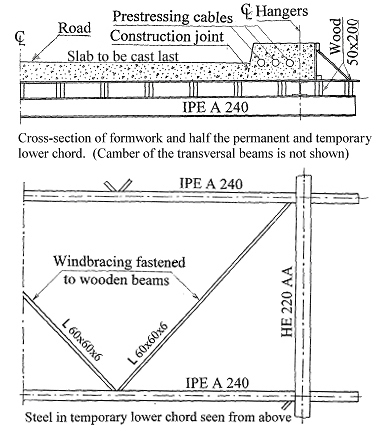 ℄ Hangers
Prestressing cables
℄
Road
Construction joint
Slab to be cast last
Wood
50x200
IPE A 240
Cross-section of formwork and half the permanent and temporary
lower chord. (Camber of the transversal beams is not shown)
IPE A 240
Windbracing fastened
to wooden beams
HE 220 AA
L 60x60x6
L 60x60x6
IPE A 240
Steel in temporary lower chord seen from above